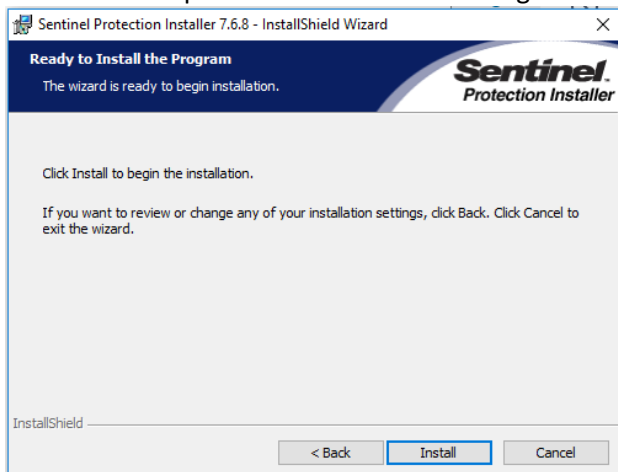 Sentinel Protection Installer 7.6.8 - InstallShield Wizard
Ready to Install the Program
The wizard is ready to begin installation.
Sentinel.
Protection Installer
Click Install to begin the installation.
If you want to review or change any of your installation settings, click Back. Click Cancel to
exit the wizard.
InstallShield
< Back
Install
Cancel